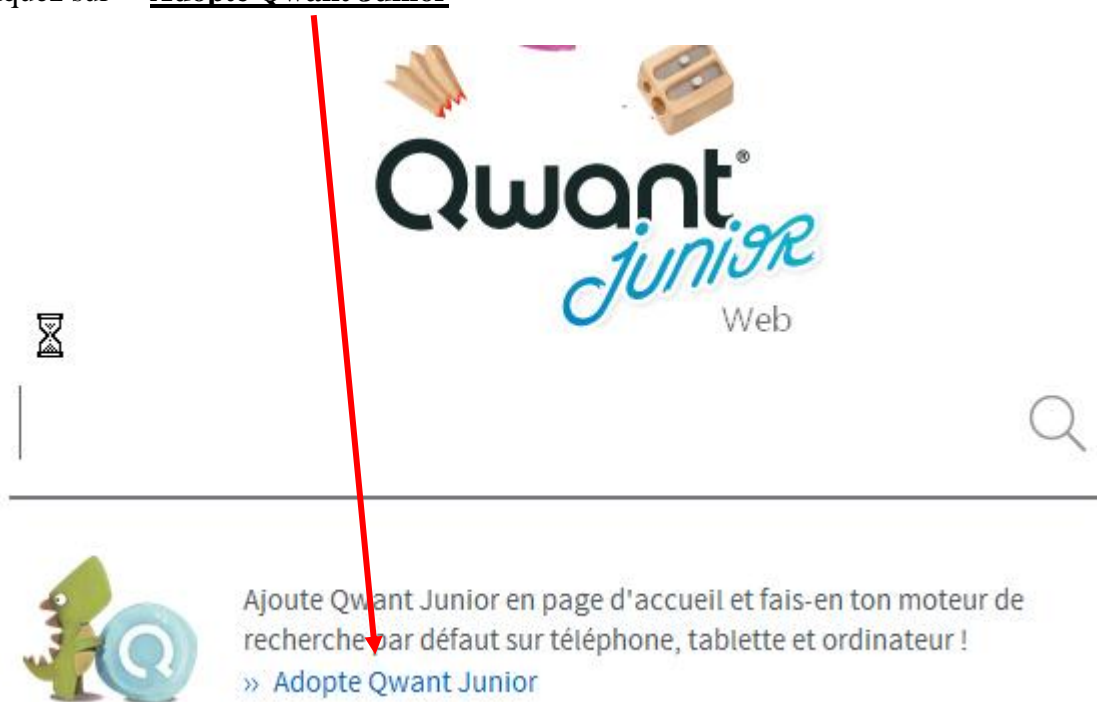 Qwant®
junior
Web
Ajoute Qwant Junior en page d'accueil et fais-en ton moteur de
recherche par défaut sur téléphone, tablette et ordinateur !
» Adopte Qwant Junior